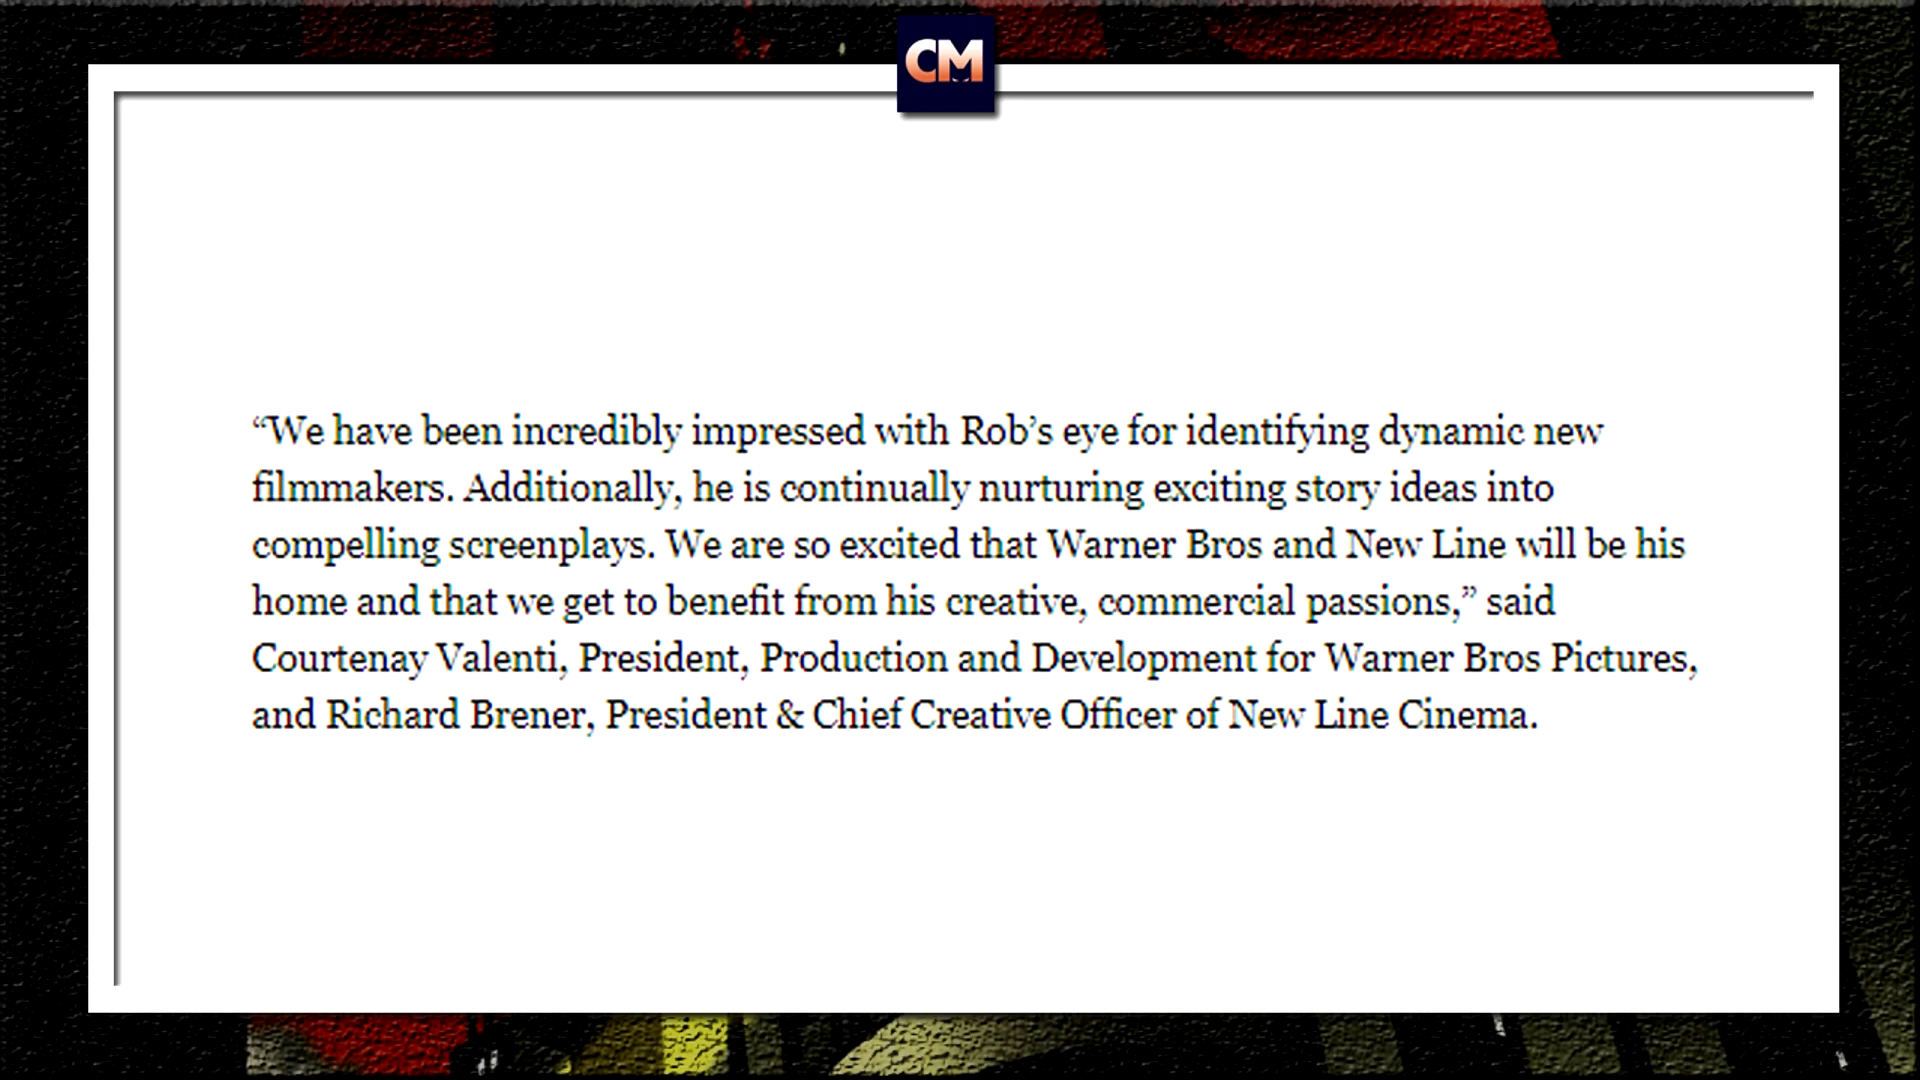 CM
“We have been incredibly impressed with Rob’s eye for identifying dynamic new
filmmakers. Additionally, he is continually nurturing exciting story ideas into
compelling screenplays. We are so excited that Warner Bros and New Line will be his
home and that we get to benefit from his creative, commercial passions,” said
Courtenay Valenti, President, Production and Development for Warner Bros Pictures,
and Richard Brener, President & Chief Creative Officer of New Line Cinema.